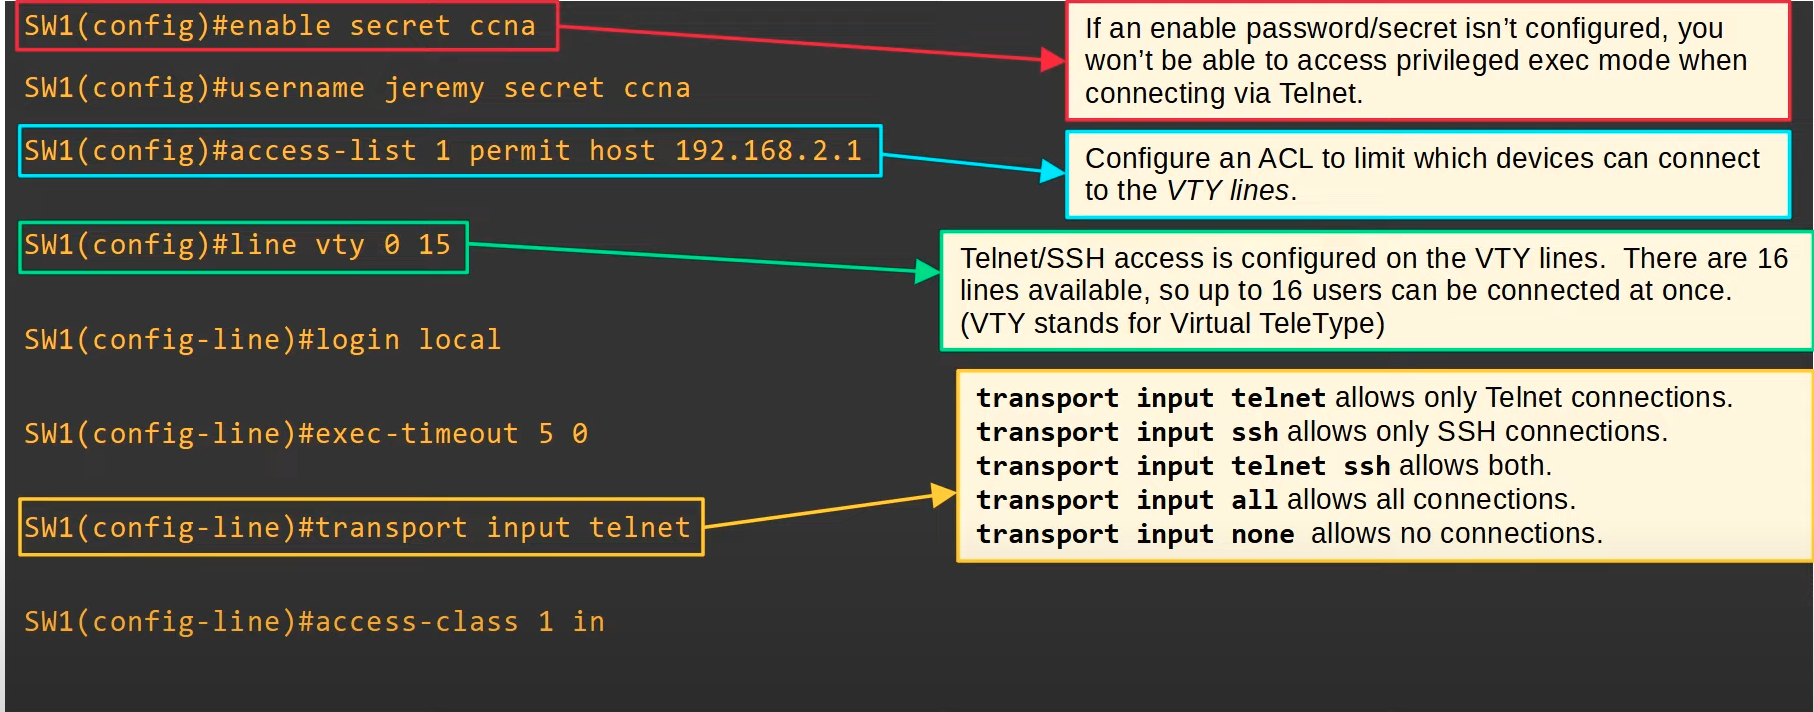 SW1(config)#enable secret ccna
If an enable password/secret isn't configured, you
won't be able to access privileged exec mode when
connecting via Telnet.
SW1(config)#username jeremy secret ccna
SW1(config)#access-list 1 permit host 192.168.2.1
Configure an ACL to limit which devices can connect
to the VTY lines.
SW1(config)#line vty 0 15
Telnet/SSH access is configured on the VTY lines.  There are 16
lines available, so up to 16 users can be connected at once.
(VTY stands for Virtual TeleType)
SW1(config-line)#login local
SW1(config-line)#exec-timeout 5 0
SW1(config-line)#transport input telnet
transport input telnet allows only Telnet connections.
transport input ssh allows only SSH connections.
transport input telnet ssh allows both.
transport input all allows all connections.
transport input none allows no connections.
SW1(config-line)#access-class 1 in